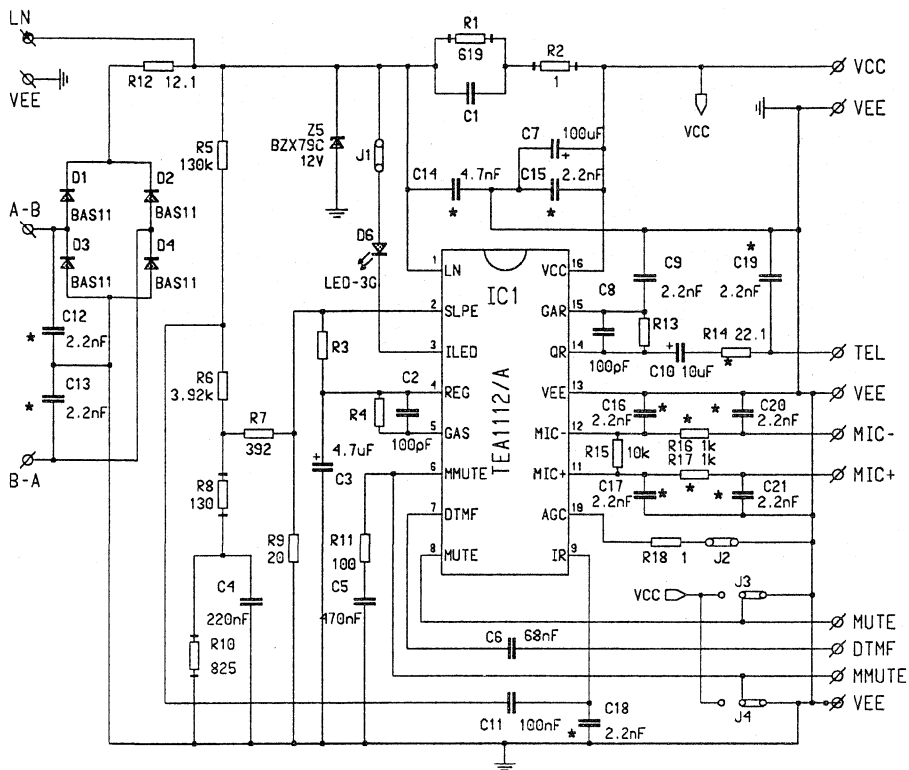 LN
VEE
R12 12.1
R1
619
C1
R2
1
VCC
VEE
VCC
R5
130k
Z5
BZX79C
12V
J1
C7
100uF
+
C14
4.7nF
C15
2.2nF
*
*
D1
BAS11
D2
BAS11
A-B
D3
BAS11
D4
BAS11
D6
LED-3G
C12
2.2nF
*
C13
2.2nF
*
B-A
IC1
TEA1112/A
1 LN
2 SLPE
3 ILED
4 REG
5 GAS
6 MMUTE
7 DTMF
8 MUTE
VCC 16
GAR 15
QR 14
VEE 13
MIC- 12
MIC+ 11
AGC 10
IR 9
C9
2.2nF
C19
2.2nF
*
C8
100pF
R13
R14 22.1
*
+
C10 10uF
TEL
VEE
R3
R4
C2
100pF
R6
3.92k
R7
392
+
4.7uF
C3
C16
2.2nF
*
*
C20
2.2nF
MIC-
R15
10k
R16 1k
R17 1k
MIC+
C17
2.2nF
*
*
*
C21
2.2nF
R8
130
R9
20
R11
100
C5
470nF
R18 1
J2
C4
220nF
R10
825
VCC
J3
MUTE
C6
68nF
DTMF
MMUTE
J4
VEE
C11
100nF
C18
2.2nF
*